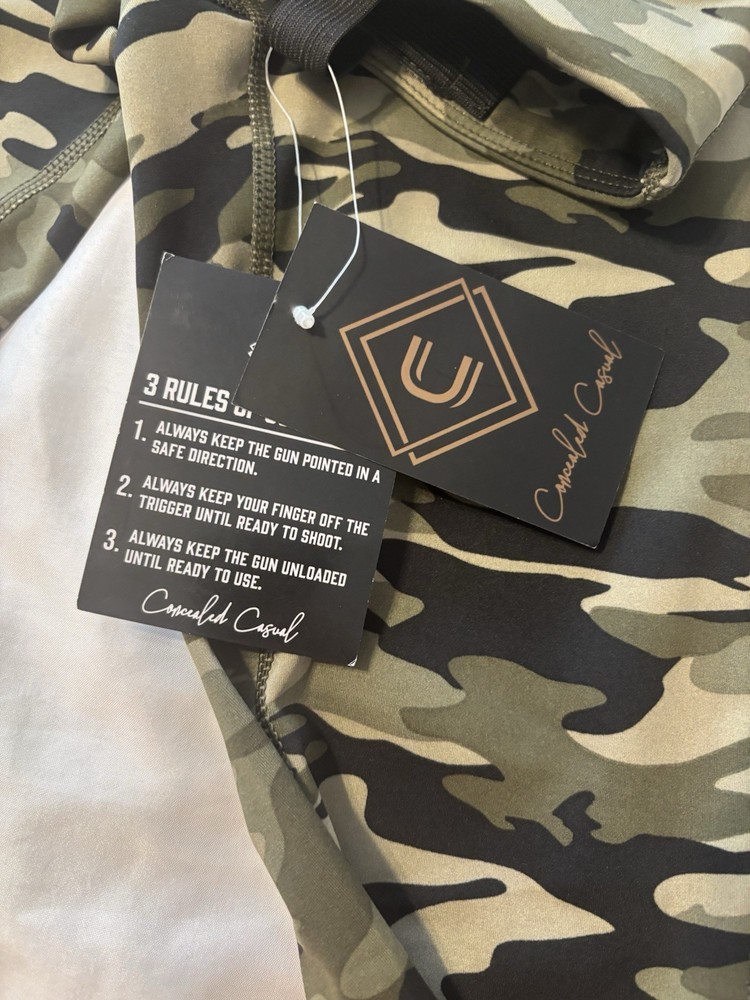 3 RULES
1. ALWAYS KEEP THE GUN POINTED IN A
SAFE DIRECTION.
2. ALWAYS KEEP YOUR FINGER OFF THE
TRIGGER UNTIL READY TO SHOOT.
3. ALWAYS KEEP THE GUN UNLOADED
UNTIL READY TO USE.
Concealed Casual
Concealed Casual